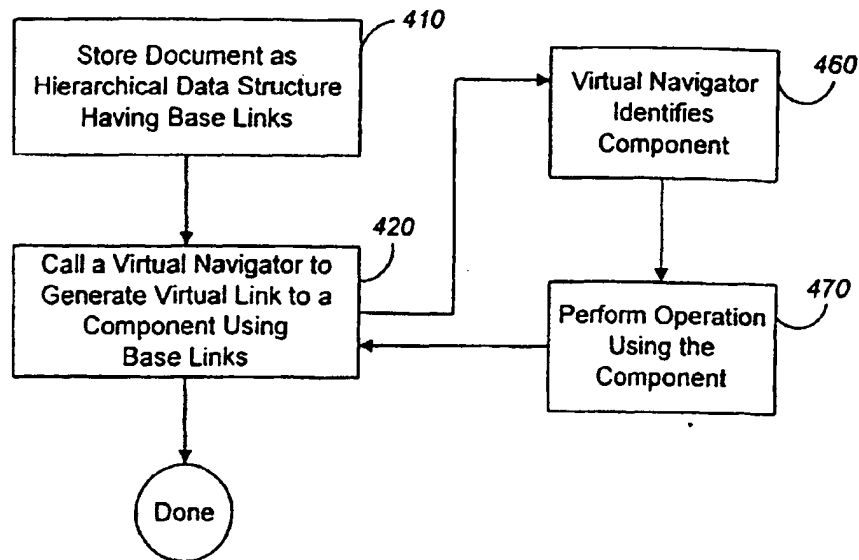 410
Store Document as
Hierarchical Data Structure
Having Base Links
420
Call a Virtual Navigator to
Generate Virtual Link to a
Component Using
Base Links
Done
460
Virtual Navigator
Identifies
Component
470
Perform Operation
Using the
Component